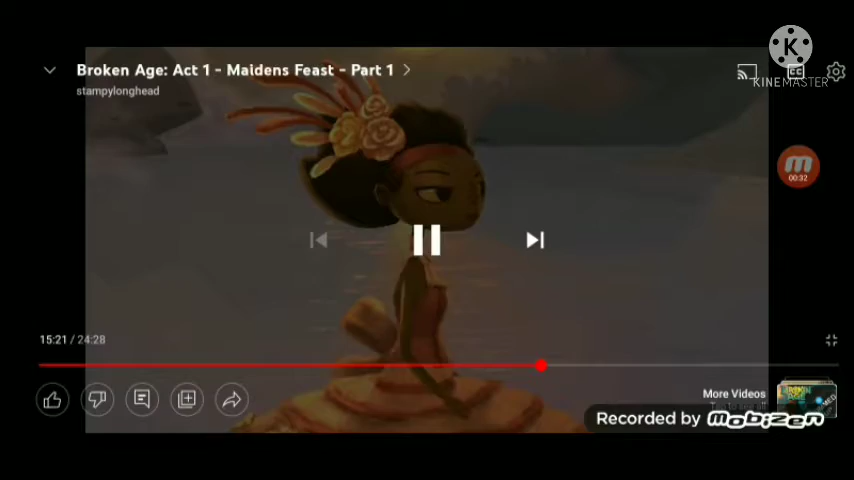 Broken Age: Act 1 - Maidens Feast - Part 1
stampylonghead
CC
K
KINEMASTER
m
00:32
15:21 / 24:28
More Videos
Recorded by mobizen